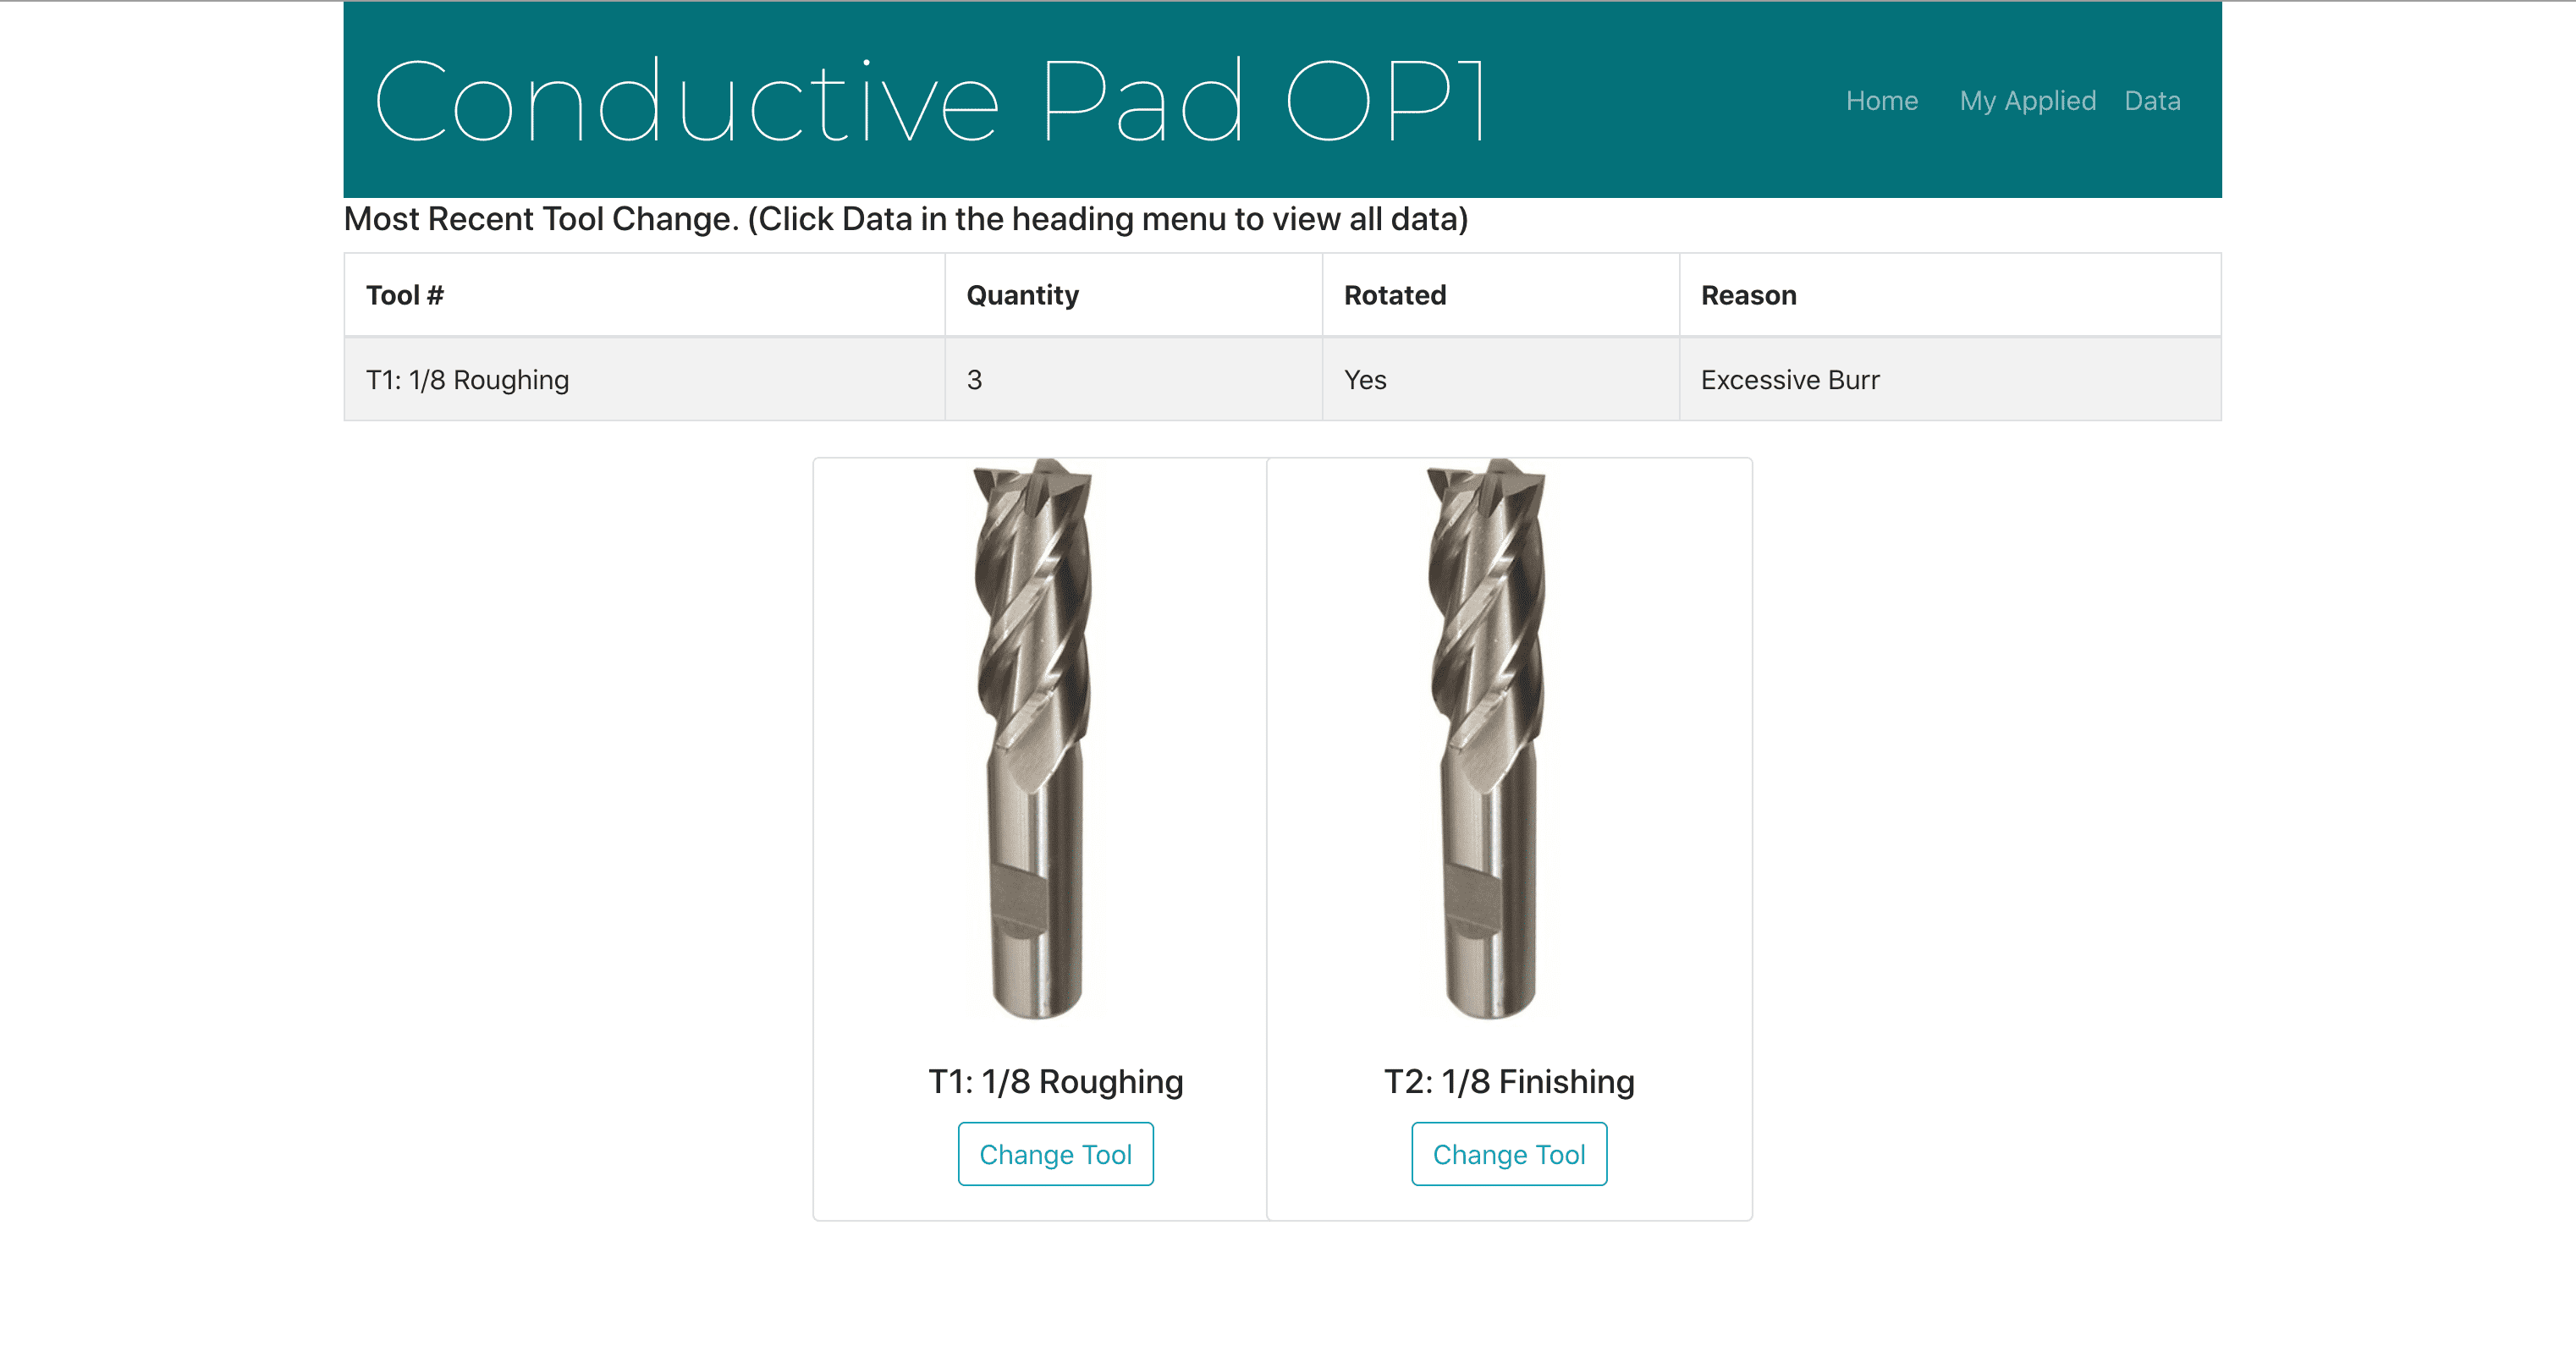 Conductive Pad OP1
Home My Applied Data
Most Recent Tool Change. (Click Data in the heading menu to view all data)
Tool # Quantity Rotated Reason
T1: 1/8 Roughing 3 Yes Excessive Burr
T1: 1/8 Roughing T2: 1/8 Finishing
Change Tool Change Tool